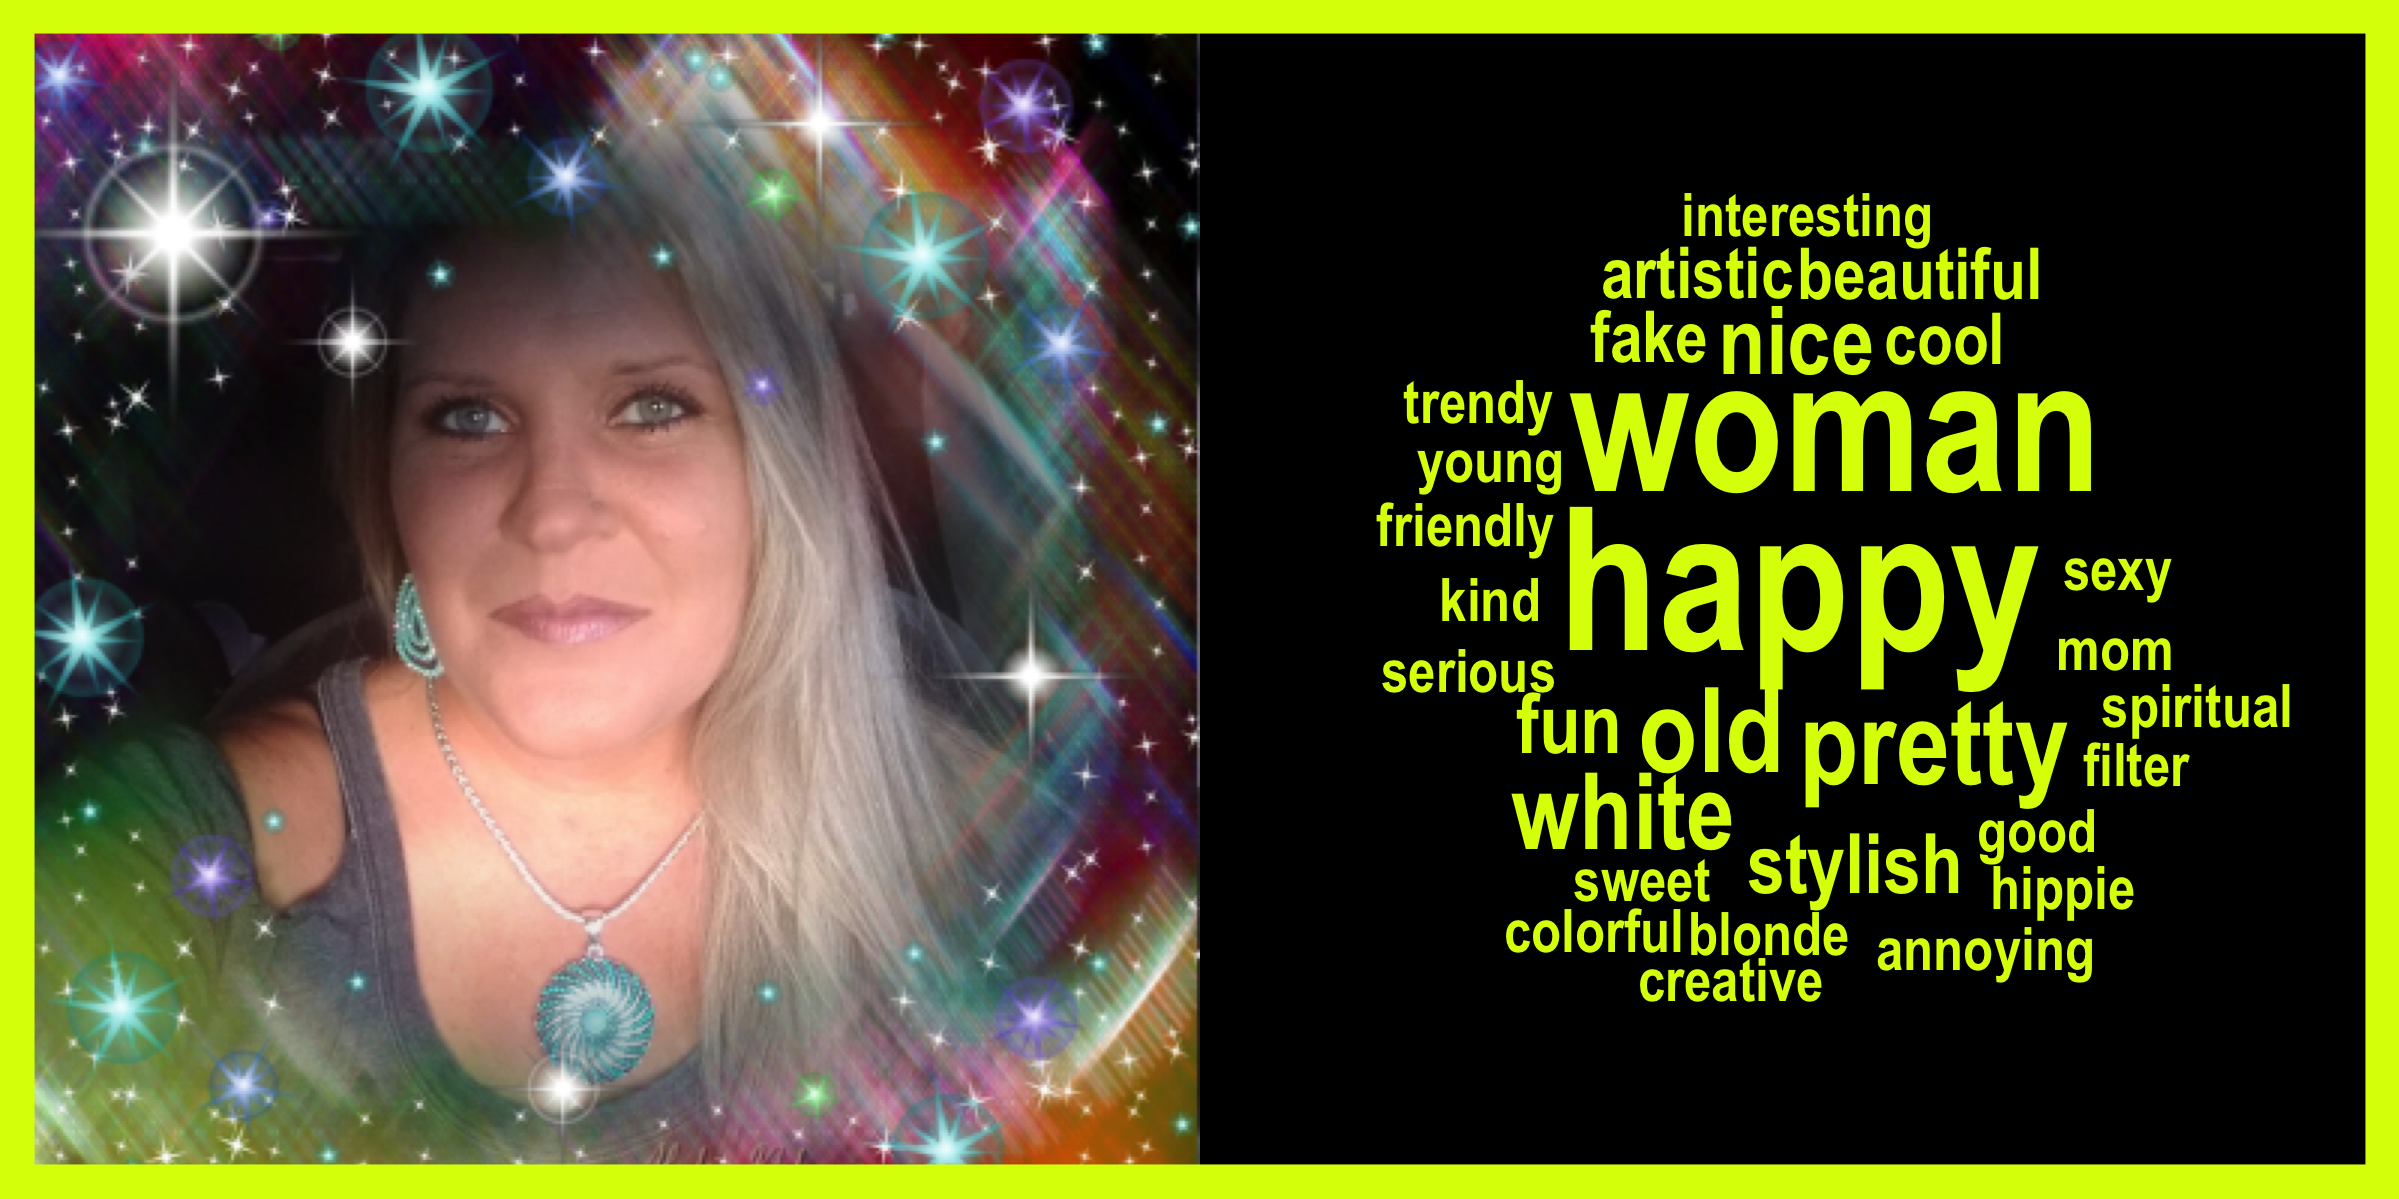 interesting
artistic beautiful
fake nice cool
trendy woman
young
friendly
happy sexy
kind
mom
serious
spiritual
fun old pretty
filter
white
good
stylish
sweet hippie
colorful blonde annoying
creative